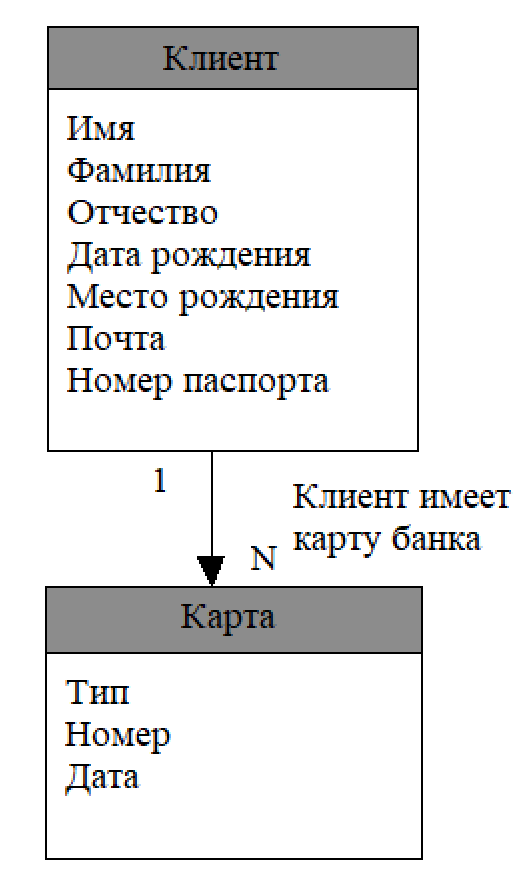 Клиент
Имя
Фамилия
Отчество
Дата рождения
Место рождения
Почта
Номер паспорта
1
Клиент имеет
карту банка
N
Карта
Тип
Номер
Дата